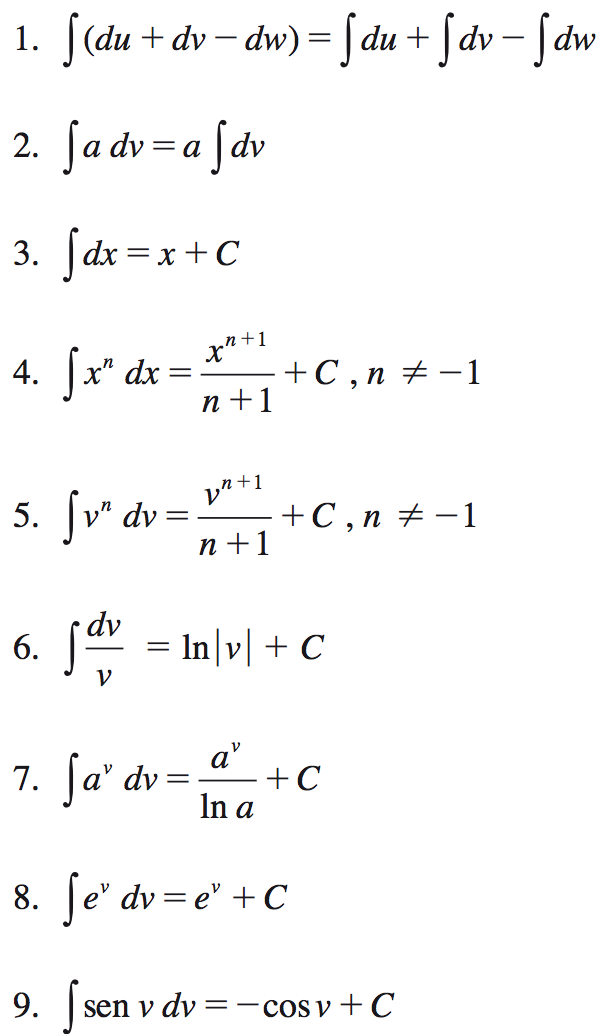 1. ∫(du + dv − dw) = ∫du + ∫dv − ∫dw
2. ∫a dv = a ∫dv
3. ∫dx = x + C
4. ∫xⁿ dx = xⁿ⁺¹/(n + 1) + C , n ≠ −1
5. ∫vⁿ dv = vⁿ⁺¹/(n + 1) + C , n ≠ −1
6. ∫dv/v = ln|v| + C
7. ∫aᵛ dv = aᵛ/ln a + C
8. ∫eᵛ dv = eᵛ + C
9. ∫sen v dv = −cos v + C